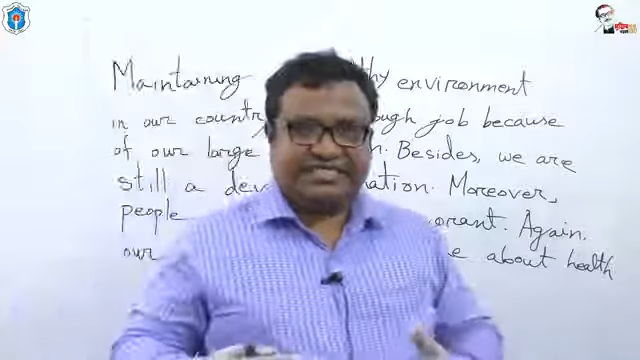 Maintaining thy environment
in our countr ough job because
of our large n. Besides, we are
still a dev nation. Moreover,
people orant. Again.
our e about health